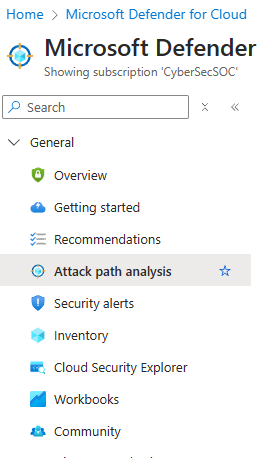 Home > Microsoft Defender for Cloud
Microsoft Defender
Showing subscription 'CyberSecSOC'
Search
General
Overview
Getting started
Recommendations
Attack path analysis
Security alerts
Inventory
Cloud Security Explorer
Workbooks
Community